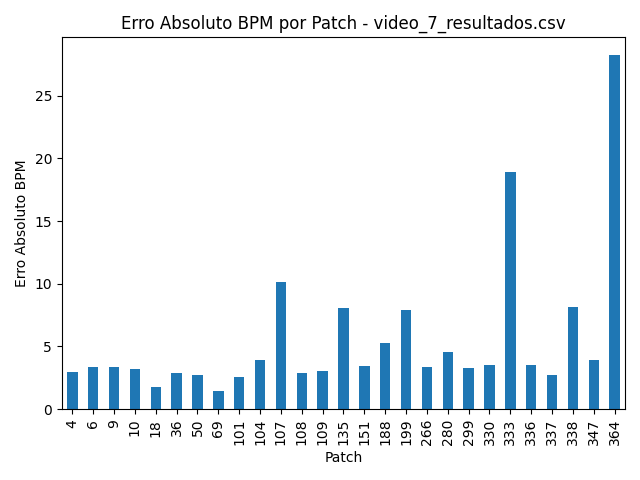 Erro Absoluto BPM por Patch - video_7_resultados.csv
Erro Absoluto BPM
25
20
15
10
5
0
4 6 9 10 18 36 50 69 101 104 107 108 109 135 151 188 199 266 280 299 330 333 336 337 338 347 364
Patch